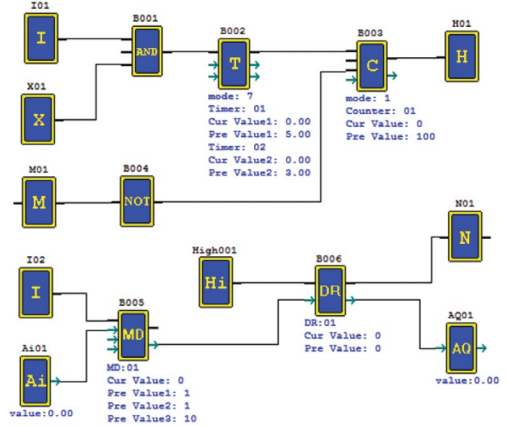 I01
I
B001
AND
B002
T
B003
C
H01
H
X01
X
mode: 7
Timer: 01
Cur Value1: 0.00
Pre Value1: 5.00
Timer: 02
Cur Value2: 0.00
Pre Value2: 3.00
mode: 1
Counter: 01
Cur Value: 0
Pre Value: 100
M01
M
B004
NOT
N01
N
I02
I
High001
Hi
B006
DR
DR:01
Cur Value: 0
Pre Value: 0
B005
MD
MD:01
Cur Value: 0
Pre Value1: 1
Pre Value2: 1
Pre Value3: 10
Ai01
Ai
value:0.00
AQ01
AQ
value:0.00